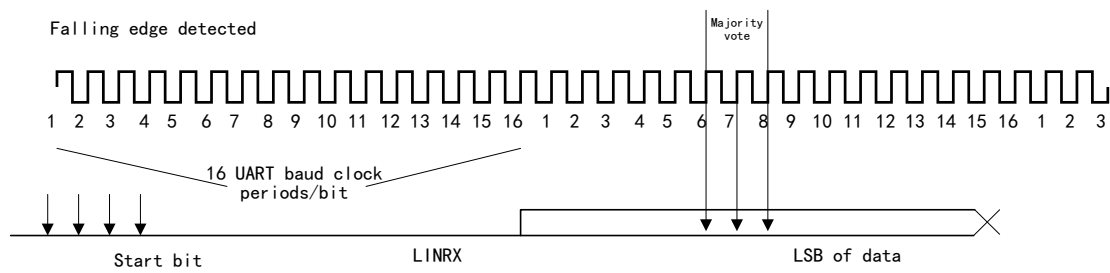 Majority
vote
Falling edge detected
1 2 3 4 5 6 7 8 9 10 11 12 13 14 15 16 1 2 3 4 5 6 7 8 9 10 11 12 13 14 15 16 1 2 3
16 UART baud clock
periods/bit
Start bit LINRX LSB of data